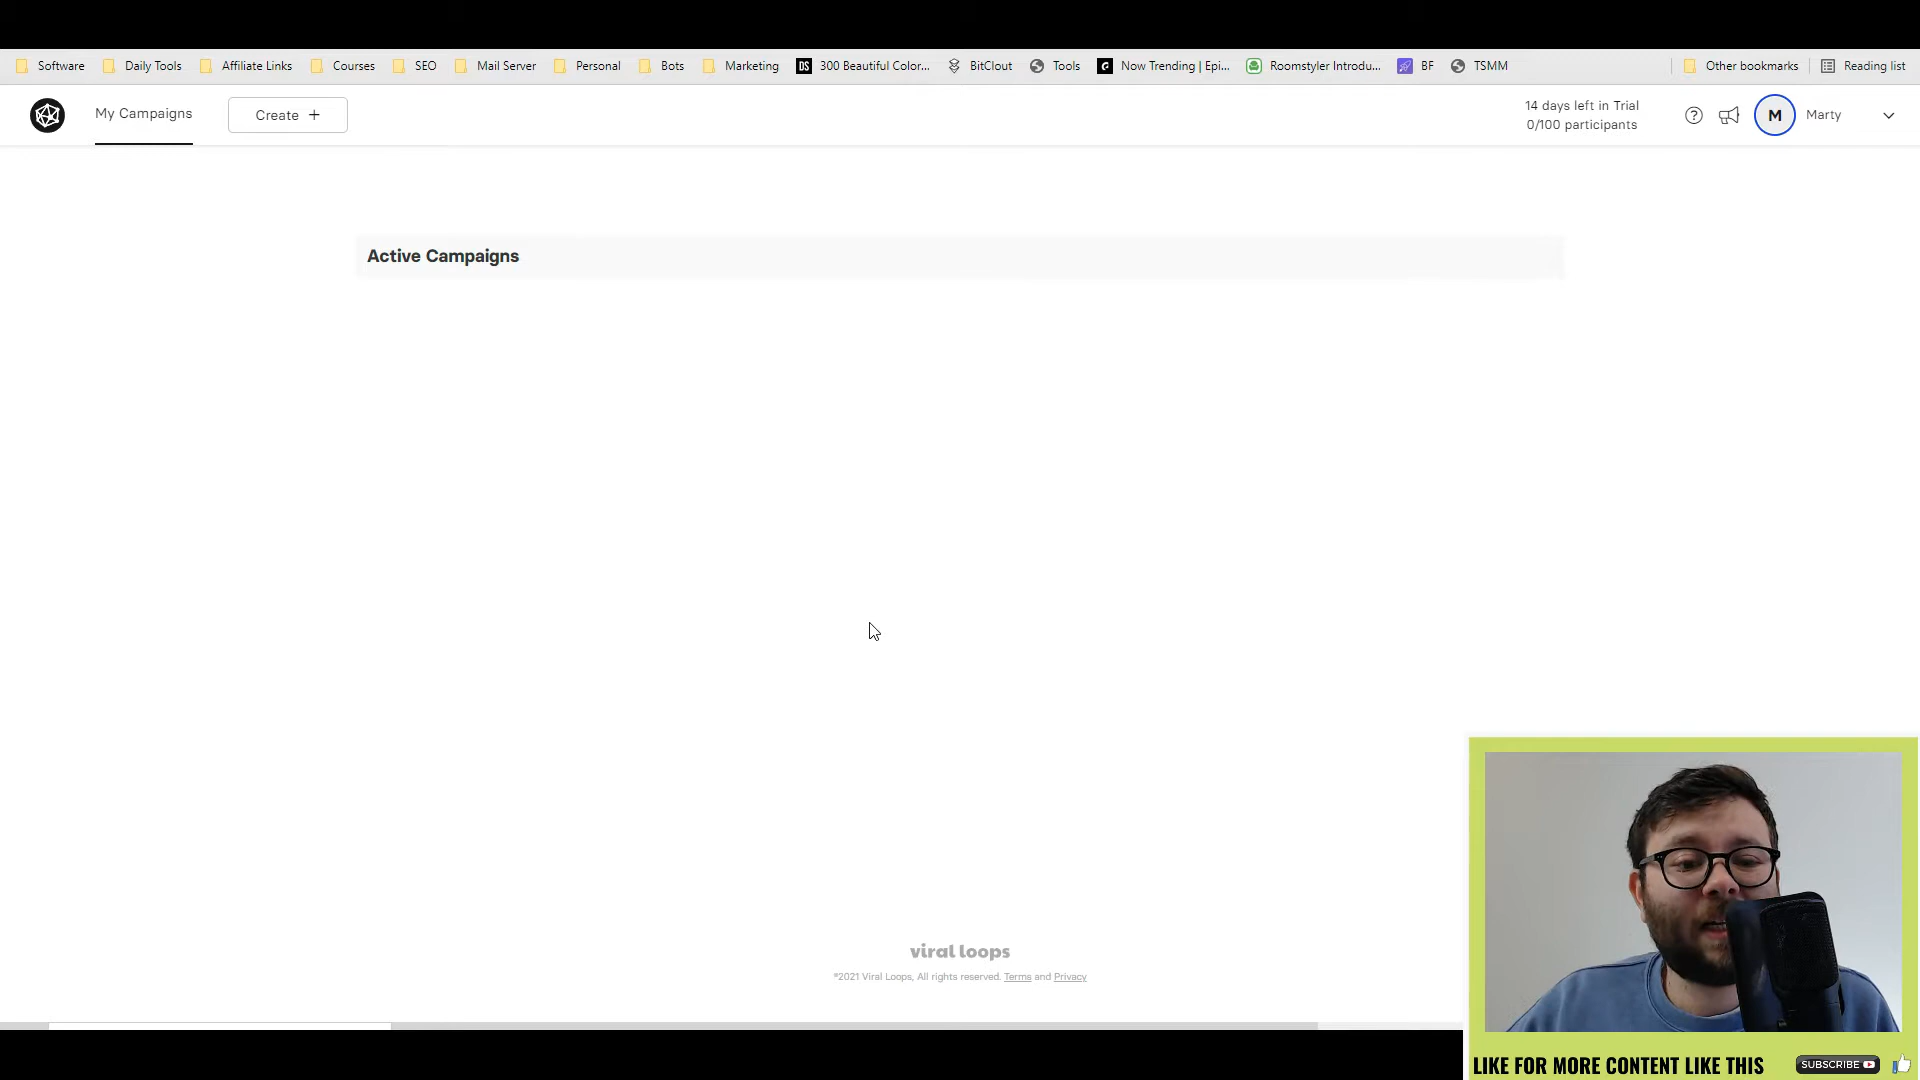 Software Daily Tools Affiliate Links Courses SEO Mail Server Personal Bots Marketing DS 300 Beautiful Color... BitClout Tools Now Trending | Epi... Roomstyler Introdu... BF TSMM Other bookmarks Reading list
My Campaigns Create + 14 days left in Trial
0/100 participants
? M Marty
Active Campaigns
viral loops
©2021 Viral Loops, All rights reserved. Terms and Privacy
LIKE FOR MORE CONTENT LIKE THIS SUBSCRIBE